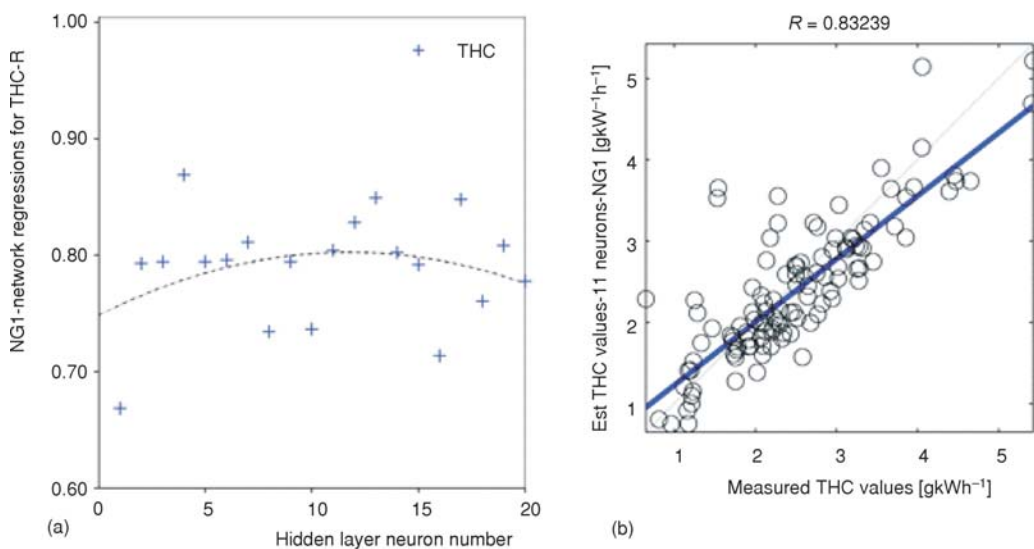 NG1-network regressions for THC-R
1.00
0.90
0.80
0.70
0.60
THC
0
5
10
15
20
(a)
Hidden layer neuron number
R = 0.83239
Est THC values-11 neurons-NG1 [gkW⁻¹h⁻¹]
5
4
3
2
1
1
2
3
4
5
Measured THC values [gkWh⁻¹]
(b)